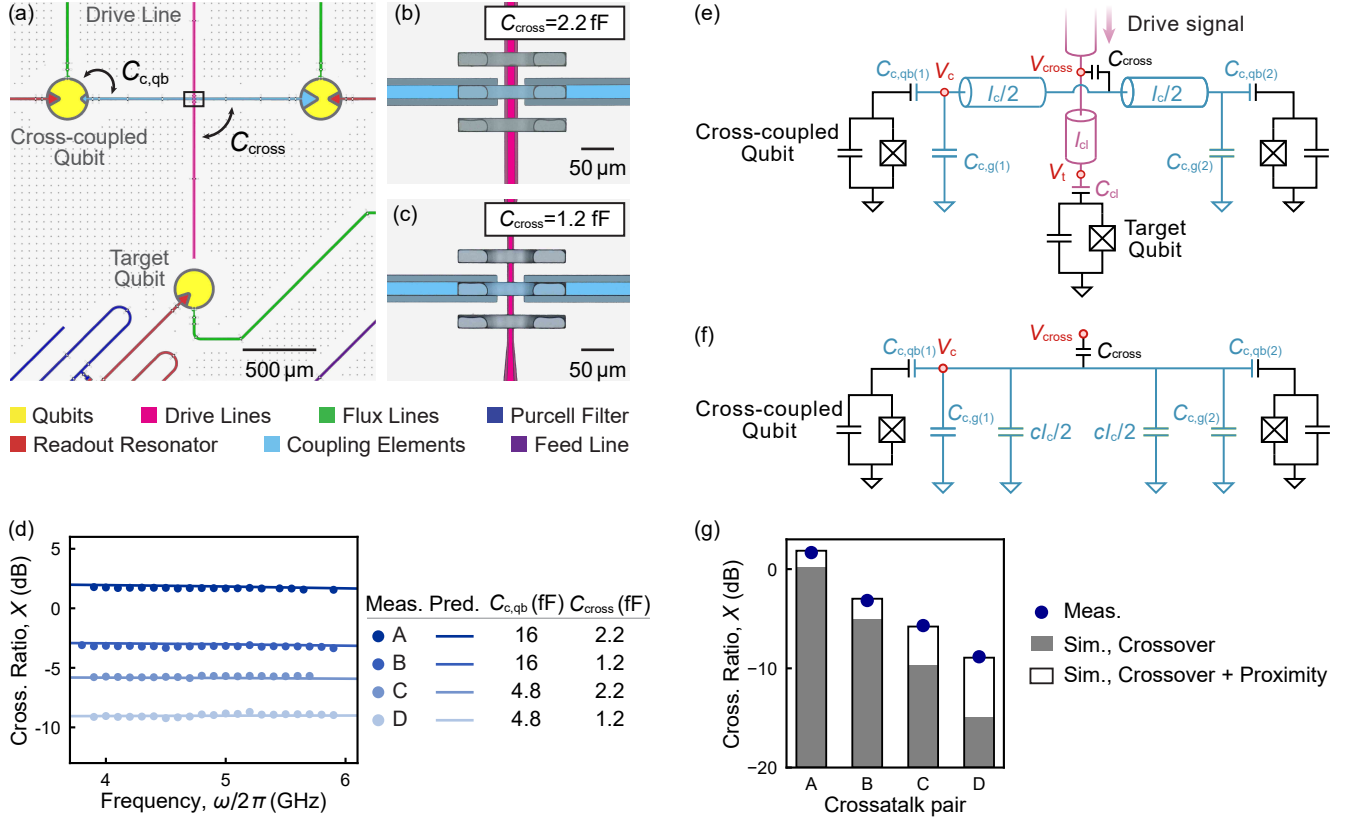 (a)
Drive Line
C_c,qb
Cross-coupled
Qubit
C_cross
Target
Qubit
500 μm
(b)
C_cross=2.2 fF
50 μm
(c)
C_cross=1.2 fF
50 μm
Qubits
Drive Lines
Flux Lines
Purcell Filter
Readout Resonator
Coupling Elements
Feed Line
(d)
5
0
-5
-10
Cross. Ratio, X (dB)
4
5
6
Frequency, ω/2π (GHz)
Meas. Pred. C_c,qb (fF) C_cross (fF)
A 16 2.2
B 16 1.2
C 4.8 2.2
D 4.8 1.2
(e)
Drive signal
C_c,qb(1)
V_c
V_cross
C_cross
C_c,qb(2)
l_c/2
l_c/2
Cross-coupled
Qubit
C_c,g(1)
l_cl
C_c,g(2)
V_t
C_cl
Target
Qubit
(f)
V_cross
C_c,qb(1)
V_c
C_cross
C_c,qb(2)
Cross-coupled
Qubit
C_c,g(1)
cl_c/2
cl_c/2
C_c,g(2)
(g)
0
−10
−20
Cross. Ratio, X (dB)
A
B
C
D
Crossatalk pair
Meas.
Sim., Crossover
Sim., Crossover + Proximity